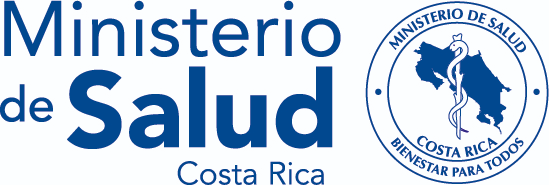 Ministerio
de Salud
Costa Rica
MINISTERIO DE SALUD
COSTA RICA
BIENESTAR PARA TODOS